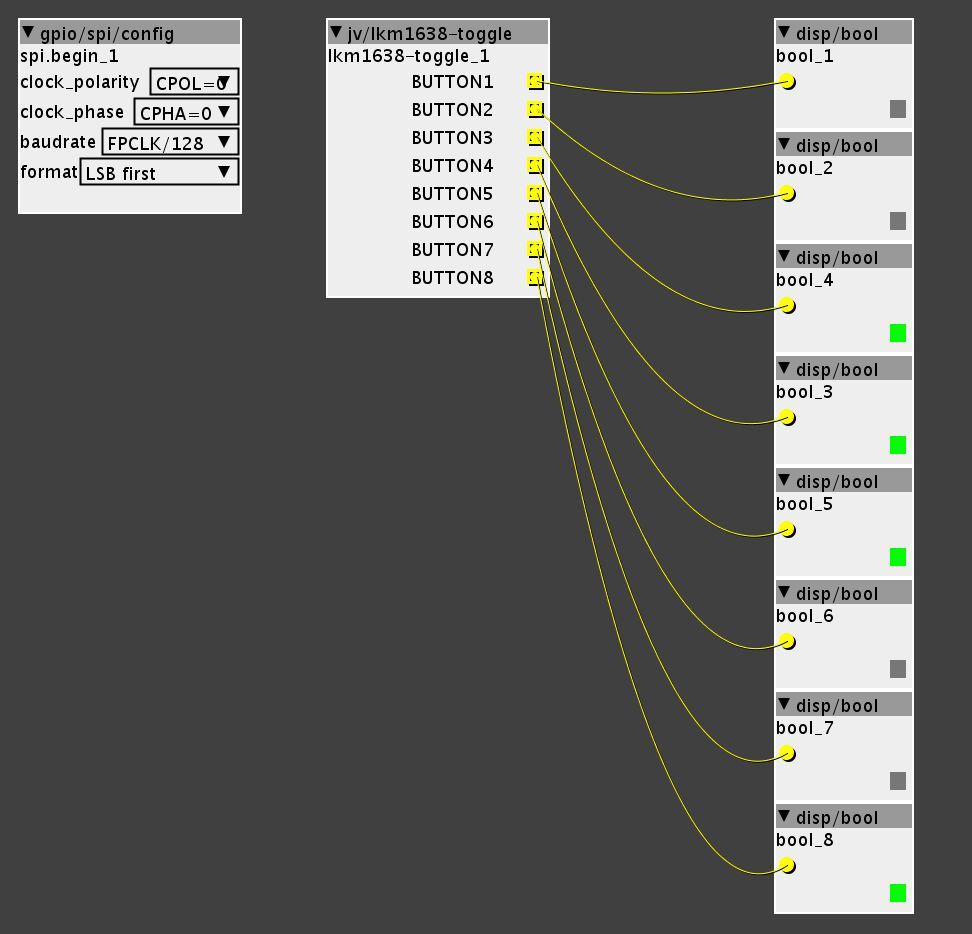 gpio/spi/config
spi.begin_1
clock_polarity CPOL=0
clock_phase CPHA=0
baudrate FPCLK/128
format LSB first
jv/lkm1638-toggle
lkm1638-toggle_1
BUTTON1
BUTTON2
BUTTON3
BUTTON4
BUTTON5
BUTTON6
BUTTON7
BUTTON8
disp/bool
bool_1
disp/bool
bool_2
disp/bool
bool_4
disp/bool
bool_3
disp/bool
bool_5
disp/bool
bool_6
disp/bool
bool_7
disp/bool
bool_8